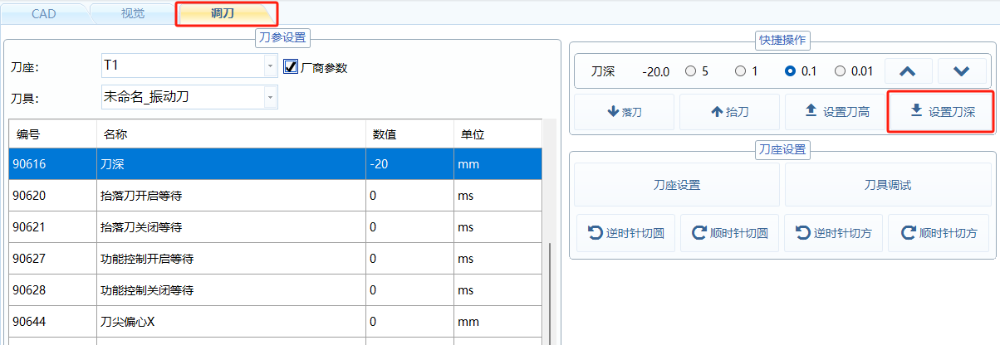 CAD 视觉 调刀
刀参设置
刀座: T1 厂商参数
刀具: 未命名_振动刀
编号 名称 数值 单位
90616 刀深 -20 mm
90620 抬落刀开启等待 0 ms
90621 抬落刀关闭等待 0 ms
90627 功能控制开启等待 0 ms
90628 功能控制关闭等待 0 ms
90644 刀尖偏心X 0 mm
快捷操作
刀深 -20.0 5 1 0.1 0.01
落刀 抬刀 设置刀高 设置刀深
刀座设置
刀座设置 刀具调试
逆时针切圆 顺时针切圆 逆时针切方 顺时针切方